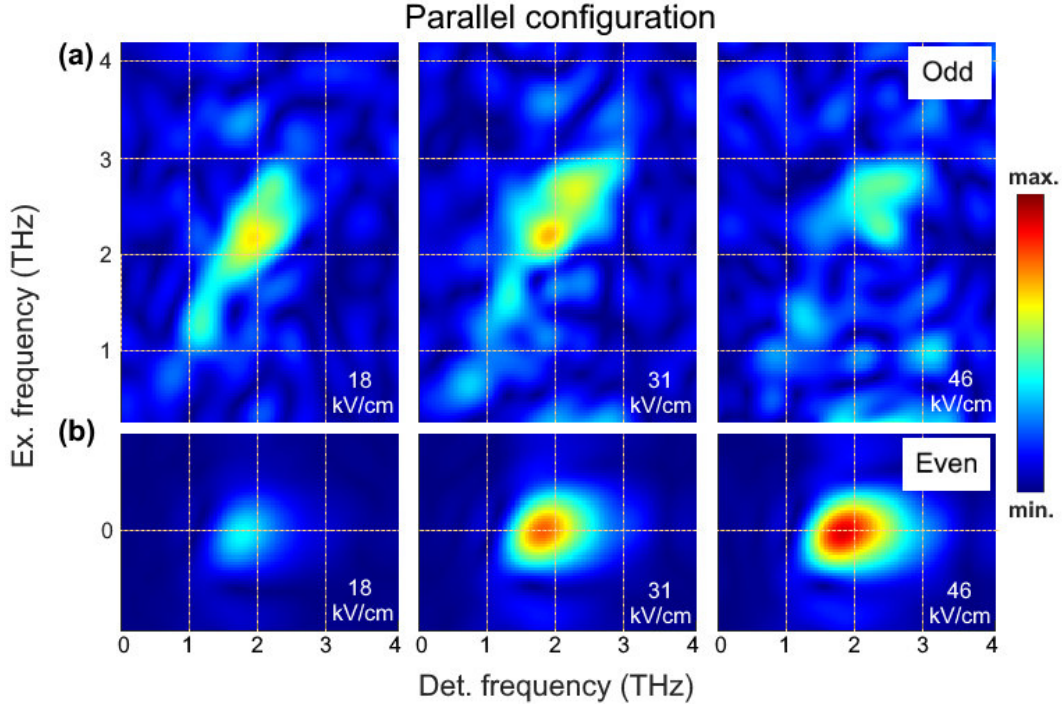 Parallel configuration
(a)
Odd
4
3
2
1
18
kV/cm
31
kV/cm
46
kV/cm
Ex. frequency (THz)
max.
min.
(b)
Even
0
18
kV/cm
31
kV/cm
46
kV/cm
0 1 2 3 4 0 1 2 3 4 0 1 2 3 4
Det. frequency (THz)